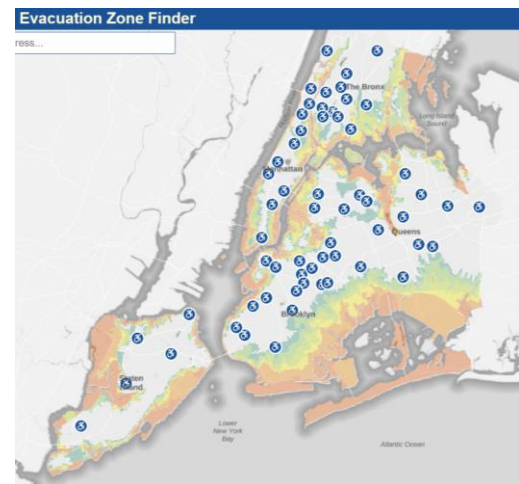 Evacuation Zone Finder
ress...
The Bronx
Long Island
Sound
Manhattan
Queens
Brooklyn
Staten
Island
Lower
New York
Bay
Atlantic Ocean